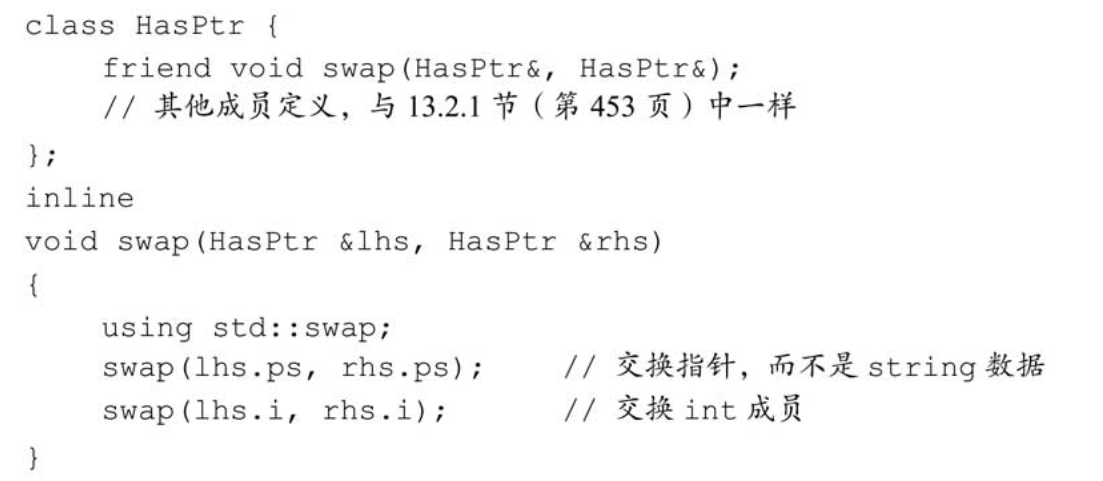 class HasPtr {
friend void swap(HasPtr&, HasPtr&);
// 其他成员定义，与 13.2.1 节（第 453 页）中一样
};
inline
void swap(HasPtr &lhs, HasPtr &rhs)
{
using std::swap;
swap(lhs.ps, rhs.ps); // 交换指针，而不是 string 数据
swap(lhs.i, rhs.i); // 交换 int 成员
}